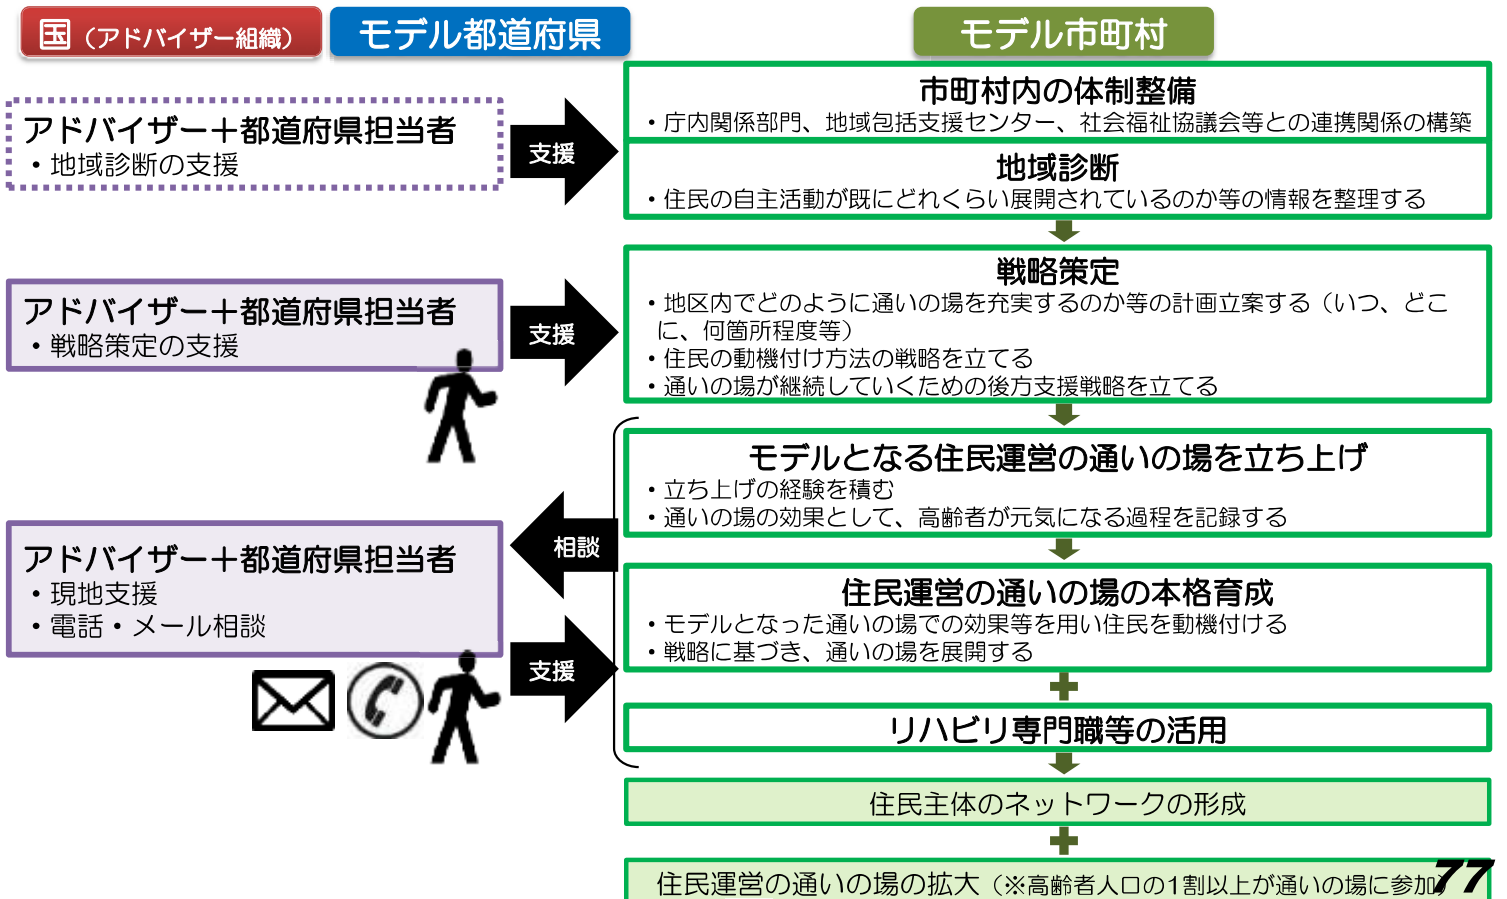 国（アドバイザー組織）
モデル都道府県
モデル市町村
アドバイザー＋都道府県担当者
・地域診断の支援
支援
市町村内の体制整備
・庁内関係部門、地域包括支援センター、社会福祉協議会等との連携関係の構築
地域診断
・住民の自主活動が既にどれくらい展開されているのか等の情報を整理する
アドバイザー＋都道府県担当者
・戦略策定の支援
支援
戦略策定
・地区内でどのように通いの場を充実するのか等の計画立案する（いつ、どこ
に、何箇所程度等）
・住民の動機付け方法の戦略を立てる
・通いの場が継続していくための後方支援戦略を立てる
モデルとなる住民運営の通いの場を立ち上げ
・立ち上げの経験を積む
・通いの場の効果として、高齢者が元気になる過程を記録する
相談
アドバイザー＋都道府県担当者
・現地支援
・電話・メール相談
支援
住民運営の通いの場の本格育成
・モデルとなった通いの場での効果等を用い住民を動機付ける
・戦略に基づき、通いの場を展開する
リハビリ専門職等の活用
住民主体のネットワークの形成
住民運営の通いの場の拡大（※高齢者人口の1割以上が通いの場に参加）
77